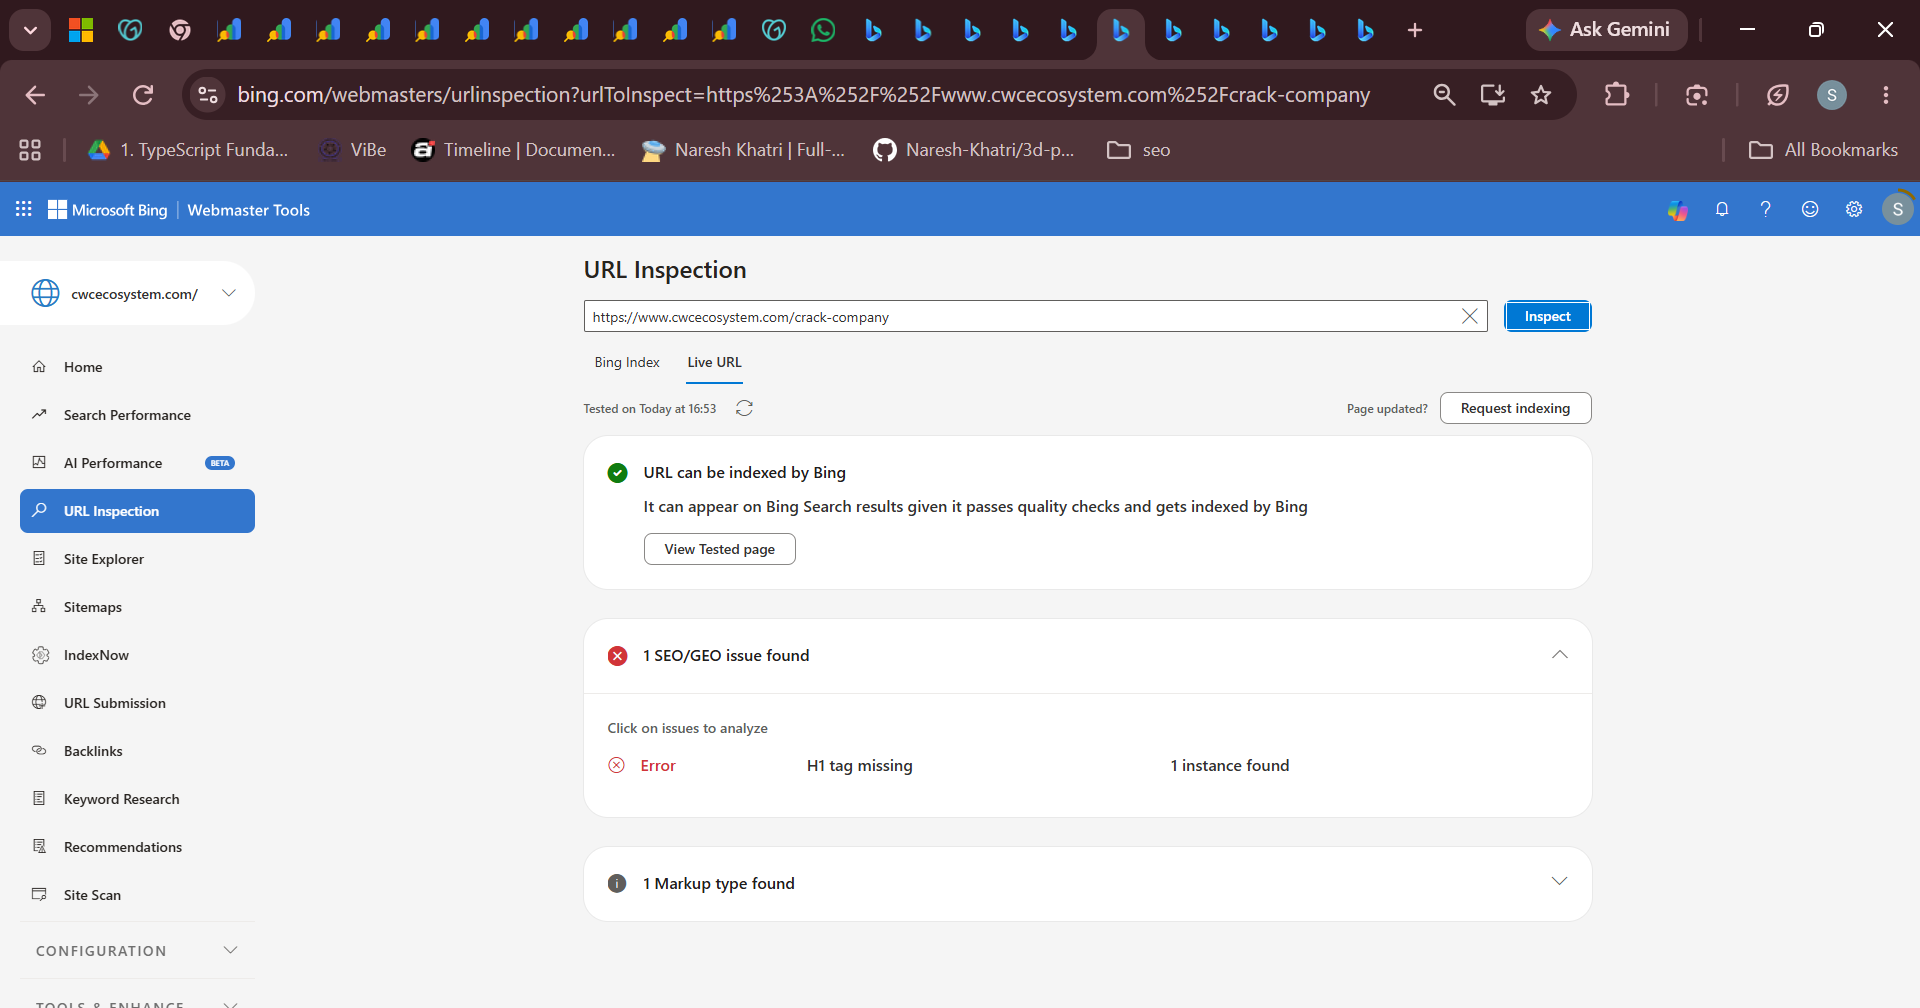 Ask Gemini
bing.com/webmasters/urlinspection?urlToInspect=https%253A%252F%252Fwww.cwcecosystem.com%252Fcrack-company
S
1. TypeScript Funda...
ViBe
Timeline | Documen...
Naresh Khatri | Full-...
Naresh-Khatri/3d-p...
seo
All Bookmarks
Microsoft Bing
Webmaster Tools
S
cwcecosystem.com/
Home
Search Performance
AI Performance
BETA
URL Inspection
Site Explorer
Sitemaps
IndexNow
URL Submission
Backlinks
Keyword Research
Recommendations
Site Scan
CONFIGURATION
TOOLS & ENHANCE
URL Inspection
https://www.cwcecosystem.com/crack-company
Inspect
Bing Index
Live URL
Tested on Today at 16:53
Page updated?
Request indexing
URL can be indexed by Bing
It can appear on Bing Search results given it passes quality checks and gets indexed by Bing
View Tested page
1 SEO/GEO issue found
Click on issues to analyze
Error
H1 tag missing
1 instance found
1 Markup type found